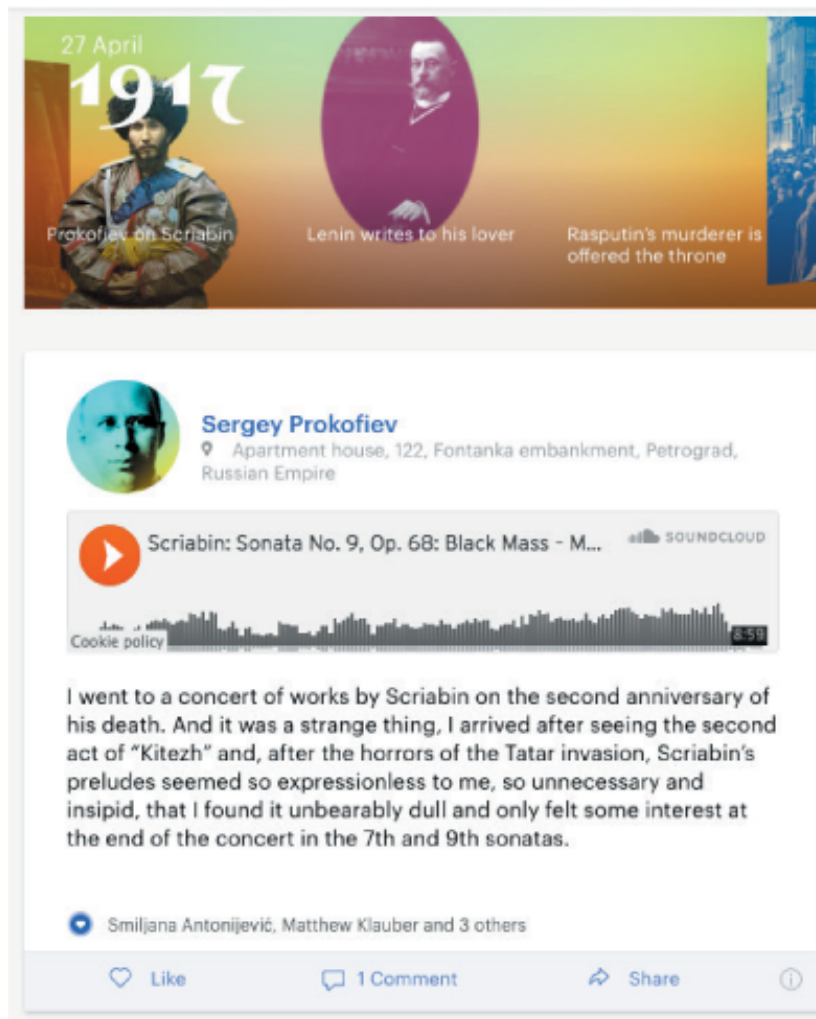 27 April
1917
Prokofiev on Scriabin
Lenin writes to his lover
Rasputin's murderer is
offered the throne
Sergey Prokofiev
Apartment house, 122, Fontanka embankment, Petrograd,
Russian Empire
Scriabin: Sonata No. 9, Op. 68: Black Mass - M...
SOUNDCLOUD
Cookie policy
8:59
I went to a concert of works by Scriabin on the second anniversary of
his death. And it was a strange thing, I arrived after seeing the second
act of “Kitezh” and, after the horrors of the Tatar invasion, Scriabin’s
preludes seemed so expressionless to me, so unnecessary and
insipid, that I found it unbearably dull and only felt some interest at
the end of the concert in the 7th and 9th sonatas.
Smiljana Antonijević, Matthew Klauber and 3 others
Like
1 Comment
Share